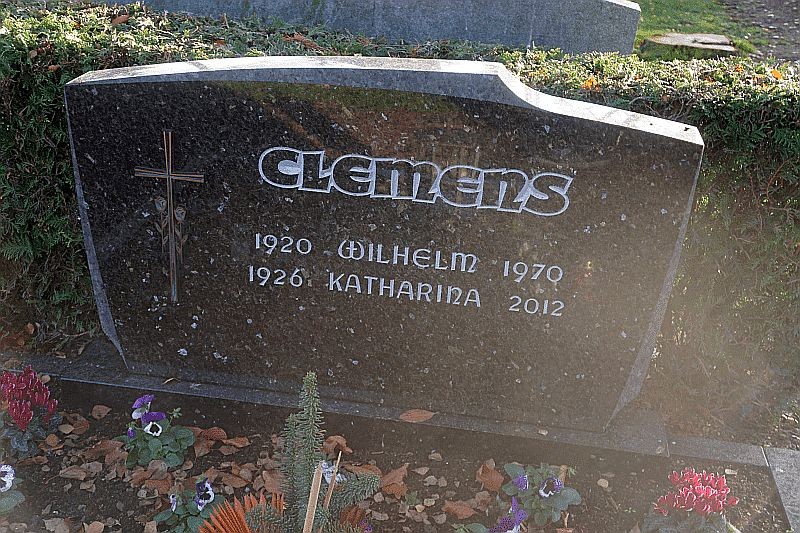 CLEMENS
1920 WILHELM 1970
1926 KATHARINA 2012